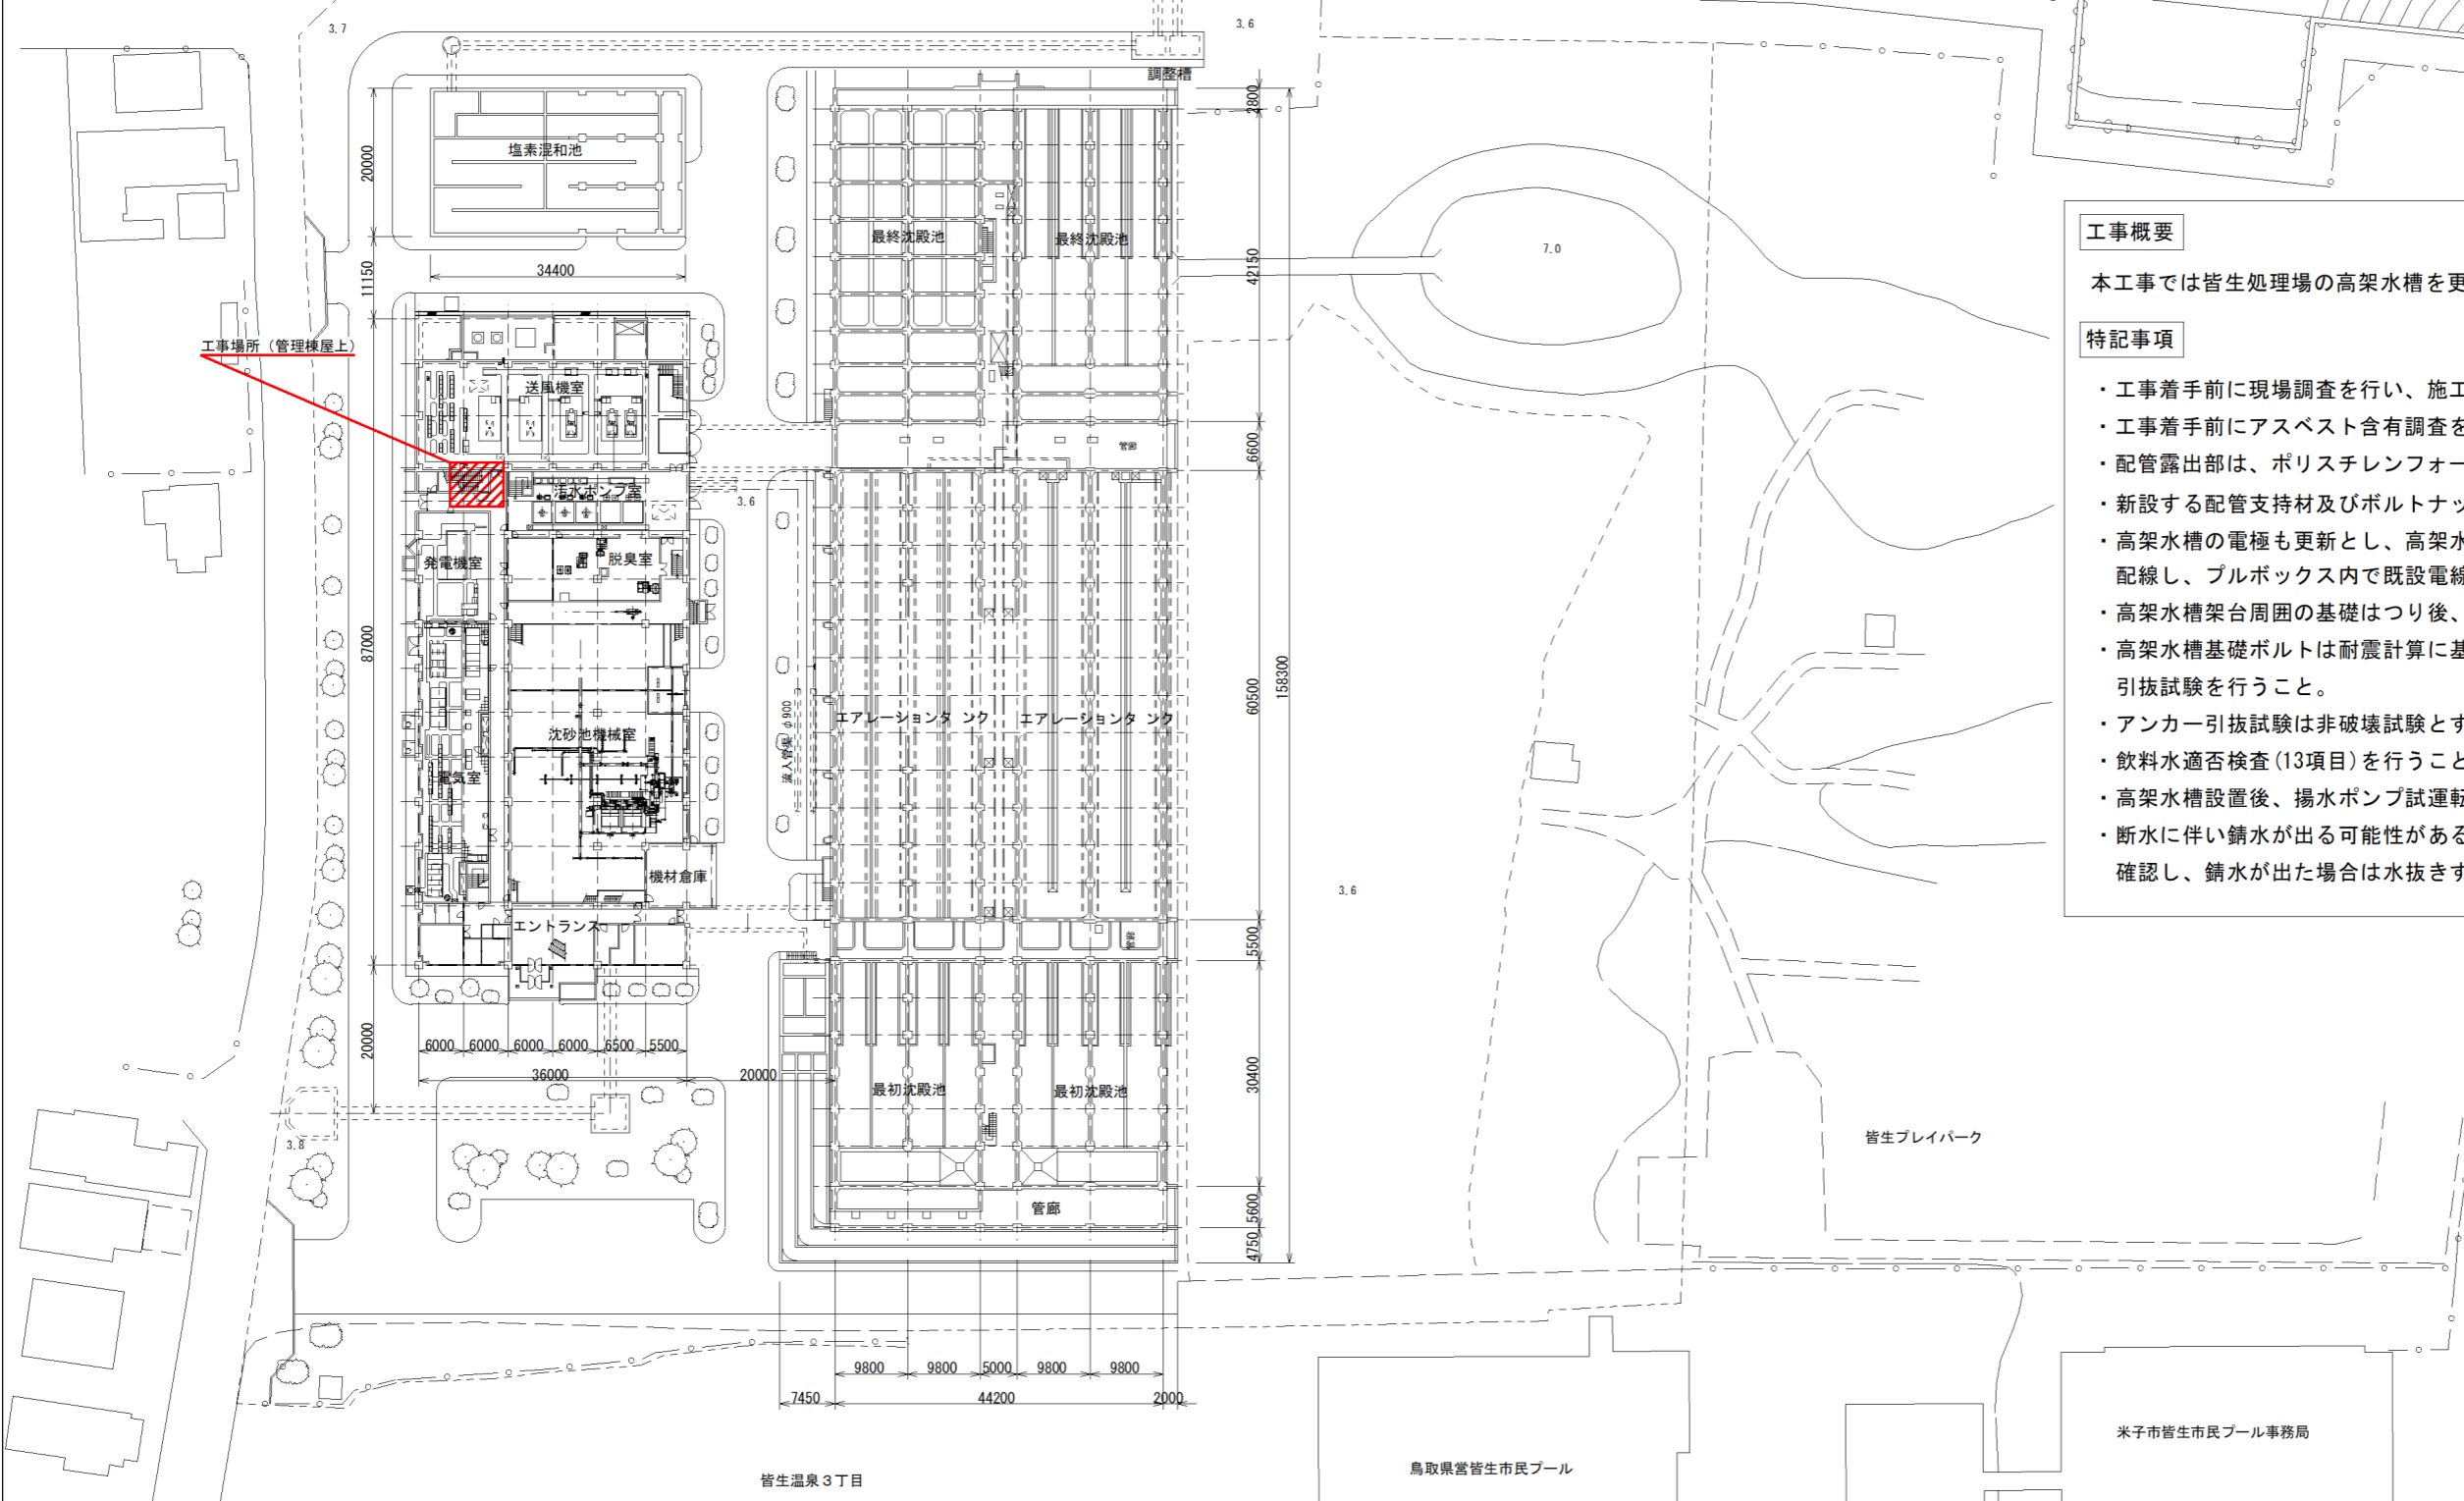 3.7
3.6
調整槽
2800
塩素混和池
20000
最終沈殿池
最終沈殿池
7.0
34400
11150
42150
工事場所（管理棟屋上）
送風機室
管廊
6600
汚水ポンプ室
3.6
発電機室
脱臭室
87000
60500
158300
流入管渠 φ900
エアレーションタンク
エアレーションタンク
沈砂池機械室
電気室
機材倉庫
3.6
エントランス
管廊
5500
20000
6000
6000
6000
6000
6500
5500
36000
20000
30400
最初沈殿池
最初沈殿池
3.8
管廊
5600
4750
9800
9800
5000
9800
9800
7450
44200
2000
皆生温泉３丁目
皆生プレイパーク
鳥取県営皆生市民プール
米子市皆生市民プール事務局
工事概要
本工事では皆生処理場の高架水槽を更
特記事項
・工事着手前に現場調査を行い、施工
・工事着手前にアスベスト含有調査を
・配管露出部は、ポリスチレンフォー
・新設する配管支持材及びボルトナッ
・高架水槽の電極も更新とし、高架水
配線し、プルボックス内で既設電線
・高架水槽架台周囲の基礎はつり後、
・高架水槽基礎ボルトは耐震計算に基
引抜試験を行うこと。
・アンカー引抜試験は非破壊試験とす
・飲料水適否検査(13項目)を行うこと
・高架水槽設置後、揚水ポンプ試運転
・断水に伴い錆水が出る可能性がある
確認し、錆水が出た場合は水抜きす